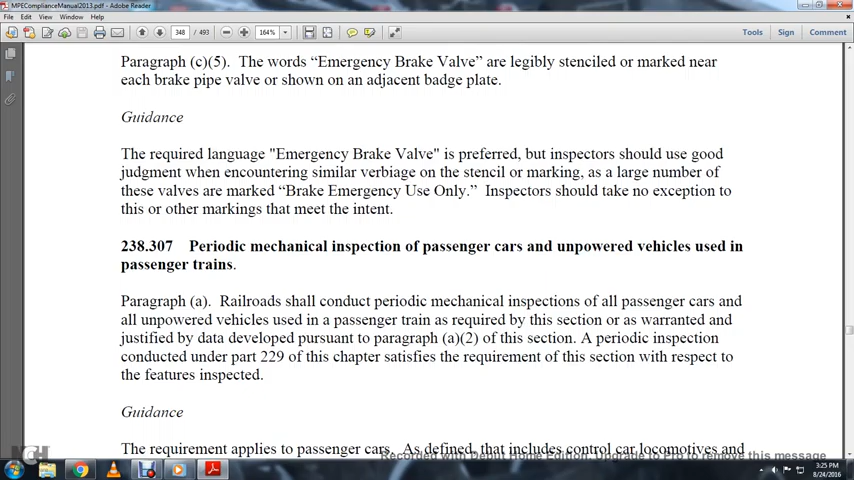 MPEComplianceManual2013.pdf - Adobe Reader
File Edit View Window Help
348 / 493 164% Tools Sign Comment
Paragraph (c)(5). The words “Emergency Brake Valve” are legibly stenciled or marked near
each brake pipe valve or shown on an adjacent badge plate.
Guidance
The required language "Emergency Brake Valve" is preferred, but inspectors should use good
judgment when encountering similar verbiage on the stencil or marking, as a large number of
these valves are marked “Brake Emergency Use Only.” Inspectors should take no exception to
this or other markings that meet the intent.
238.307 Periodic mechanical inspection of passenger cars and unpowered vehicles used in
passenger trains.
Paragraph (a). Railroads shall conduct periodic mechanical inspections of all passenger cars and
all unpowered vehicles used in a passenger train as required by this section or as warranted and
justified by data developed pursuant to paragraph (a)(2) of this section. A periodic inspection
conducted under part 229 of this chapter satisfies the requirement of this section with respect to
the features inspected.
Guidance
The requirement applies to passenger cars. As defined, that includes control car locomotives and
Recorded with Debut Home Edition. Upgrade to Pro to remove this message
NCH
3:25 PM
8/24/2016